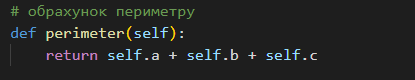 # обрахунок периметру
def perimeter(self):
    return self.a + self.b + self.c